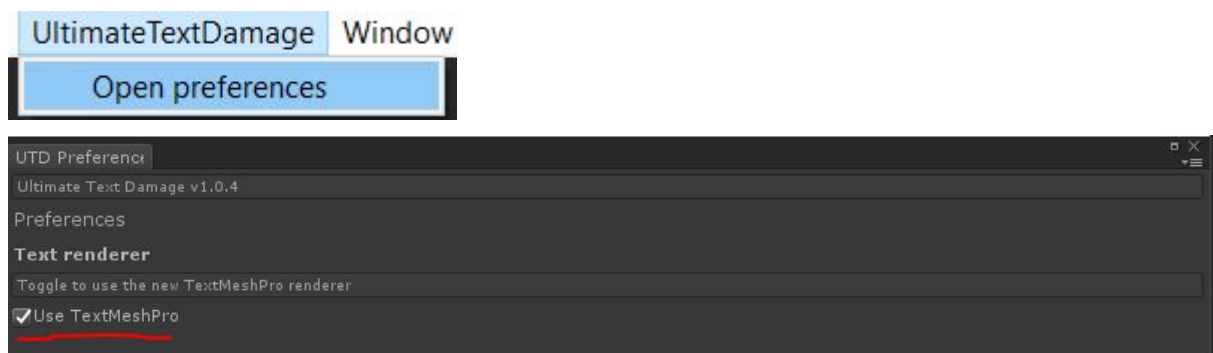 UltimateTextDamage Window
Open preferences
UTD Preference
Ultimate Text Damage v1.0.4
Preferences
Text renderer
Toggle to use the new TextMeshPro renderer
Use TextMeshPro